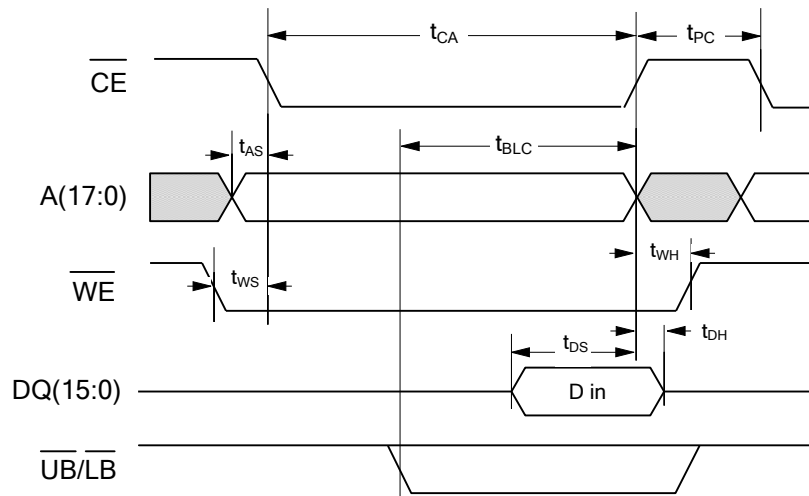 tCA
tPC
CE
tAS
tBLC
A(17:0)
tWS
tWH
WE
tDS
tDH
DQ(15:0)
D in
UB/LB